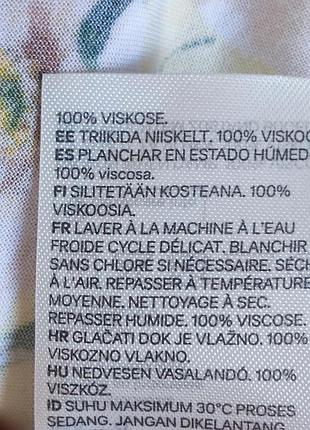 100% VISKOSE.
EE TRIIKIDA NIISKELT. 100% VISKOO
ES PLANCHAR EN ESTADO HÚMED
100% viscosa.
FI SILITETÄÄN KOSTEANA. 100%
VISKOOSIA.
FR LAVER À LA MACHINE À L'EAU
FROIDE CYCLE DÉLICAT. BLANCHIR
SANS CHLORE SI NÉCESSAIRE. SÉCH
À L'AIR. REPASSER À TEMPÉRATURE
MOYENNE. NETTOYAGE À SEC.
REPASSER HUMIDE. 100% VISCOSE.
HR GLAČATI DOK JE VLAŽNO. 100%
VISKOZNO VLAKNO.
HU NEDVESEN VASALANDÓ. 100%
VISZKÓZ.
ID SUHU MAKSIMUM 30°C PROSES
SEDANG. JANGAN DIKELANTANG